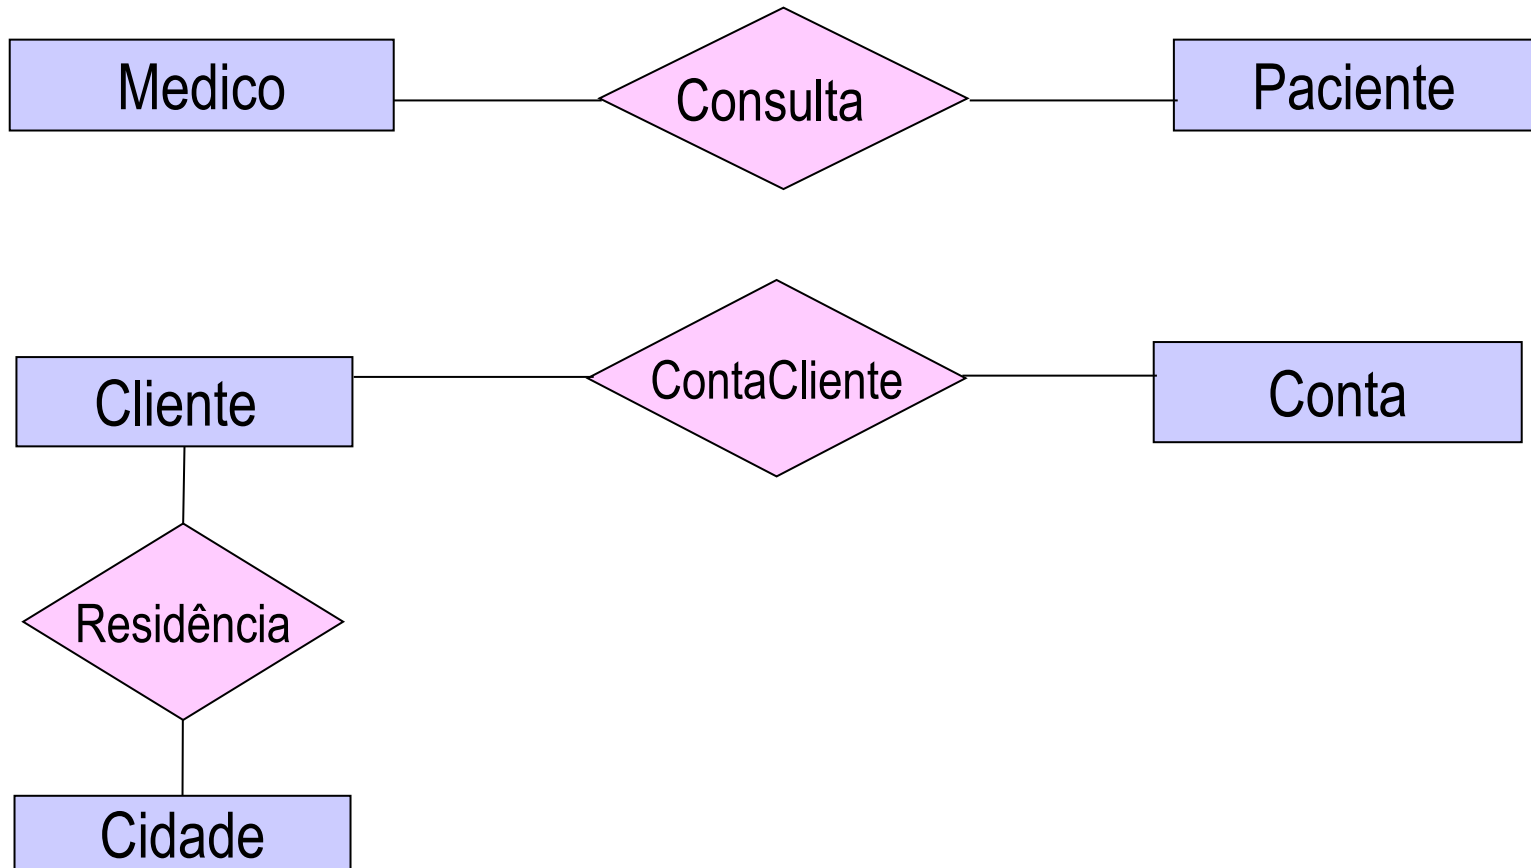 Medico
Consulta
Paciente
Cliente
ContaCliente
Conta
Residência
Cidade